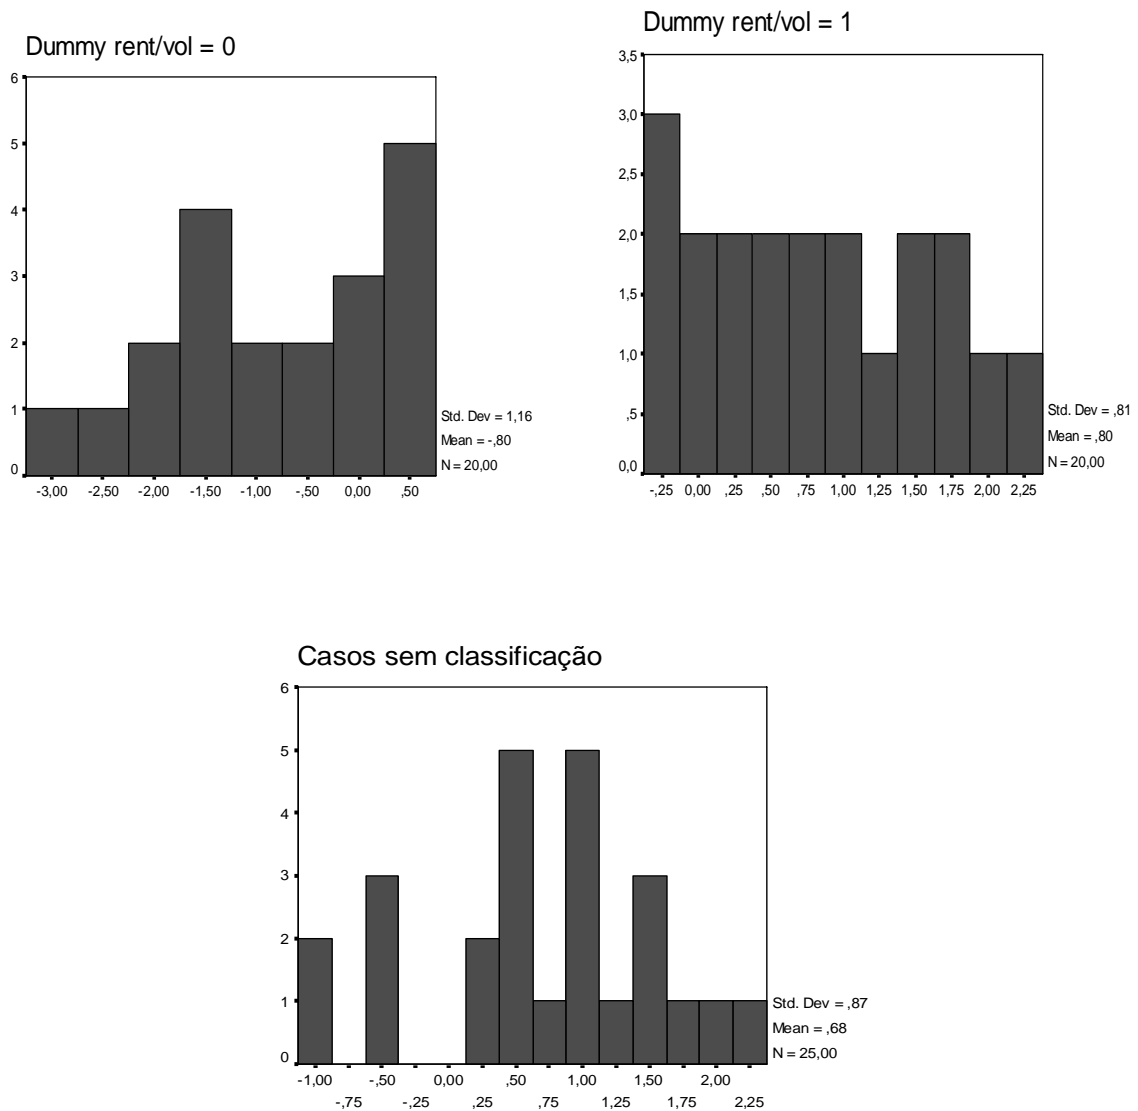 Dummy rent/vol = 0
6
5
4
3
2
1
0
-3,00 -2,50 -2,00 -1,50 -1,00 -,50 0,00 ,50
Std. Dev = 1,16
Mean = -,80
N = 20,00
Dummy rent/vol = 1
3,5
3,0
2,5
2,0
1,5
1,0
,5
0,0
-,25 0,00 ,25 ,50 ,75 1,00 1,25 1,50 1,75 2,00 2,25
Std. Dev = ,81
Mean = ,80
N = 20,00
Casos sem classificação
6
5
4
3
2
1
0
-1,00 -,50 0,00 ,50 1,00 1,50 2,00
-,75 -,25 ,25 ,75 1,25 1,75 2,25
Std. Dev = ,87
Mean = ,68
N = 25,00